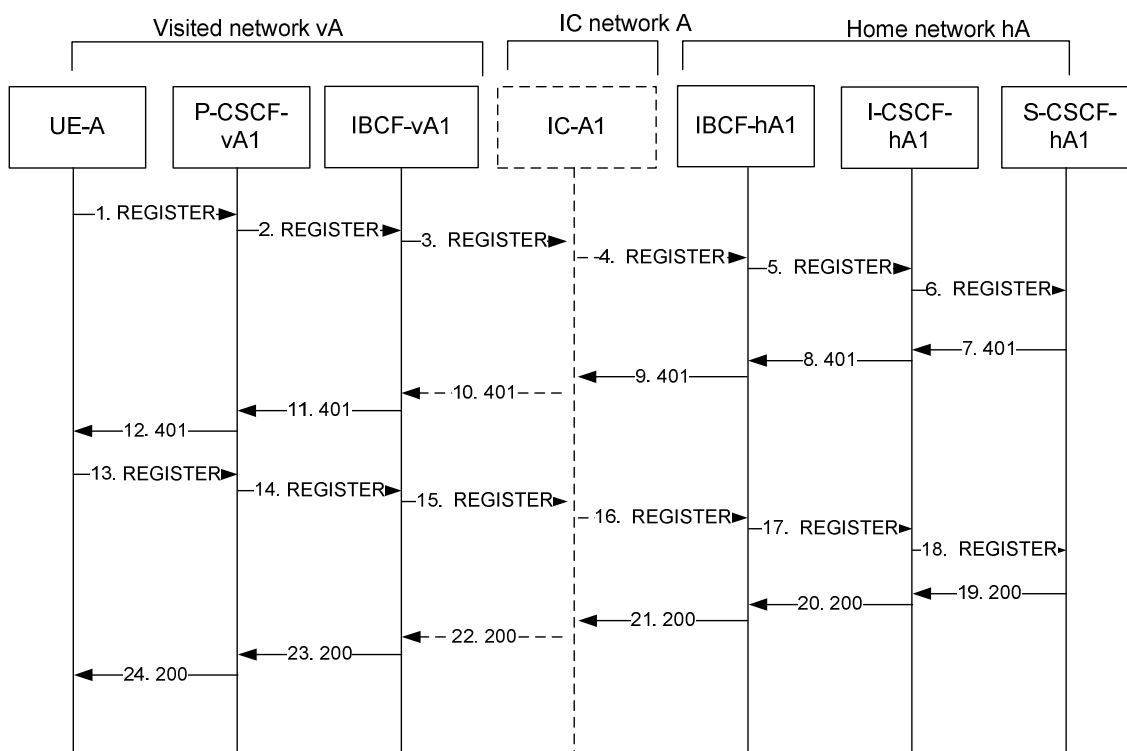 Visited network vA
IC network A
Home network hA
UE-A
P-CSCF-
vA1
IBCF-vA1
IC-A1
IBCF-hA1
I-CSCF-
hA1
S-CSCF-
hA1
1. REGISTER
2. REGISTER
3. REGISTER
4. REGISTER
5. REGISTER
6. REGISTER
7. 401
8. 401
9. 401
10. 401
11. 401
12. 401
13. REGISTER
14. REGISTER
15. REGISTER
16. REGISTER
17. REGISTER
18. REGISTER
19. 200
20. 200
21. 200
22. 200
23. 200
24. 200